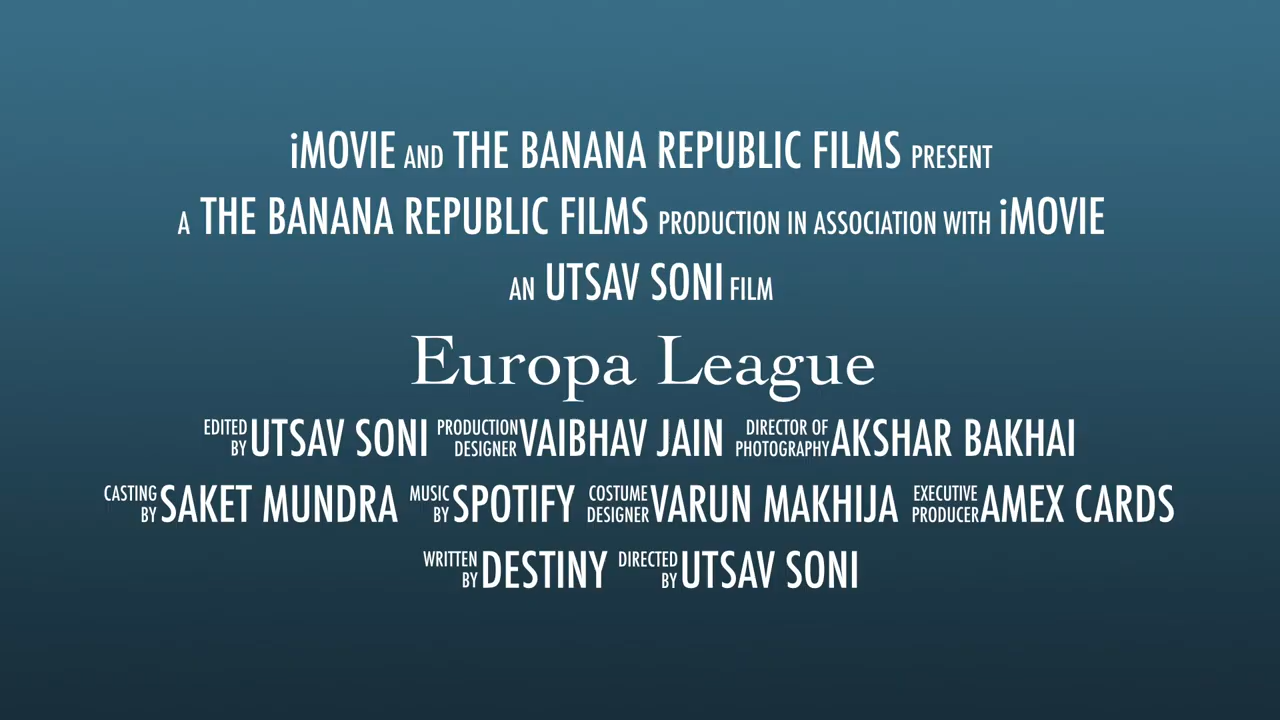 iMOVIE AND THE BANANA REPUBLIC FILMS PRESENT
A THE BANANA REPUBLIC FILMS PRODUCTION IN ASSOCIATION WITH iMOVIE
AN UTSAV SONI FILM
Europa League
EDITED BY UTSAV SONI PRODUCTION DESIGNER VAIBHAV JAIN DIRECTOR OF PHOTOGRAPHY AKSHAR BAKHAI
CASTING BY SAKET MUNDRA MUSIC BY SPOTIFY COSTUME DESIGNER VARUN MAKHIJA EXECUTIVE PRODUCER AMEX CARDS
WRITTEN BY DESTINY DIRECTED BY UTSAV SONI